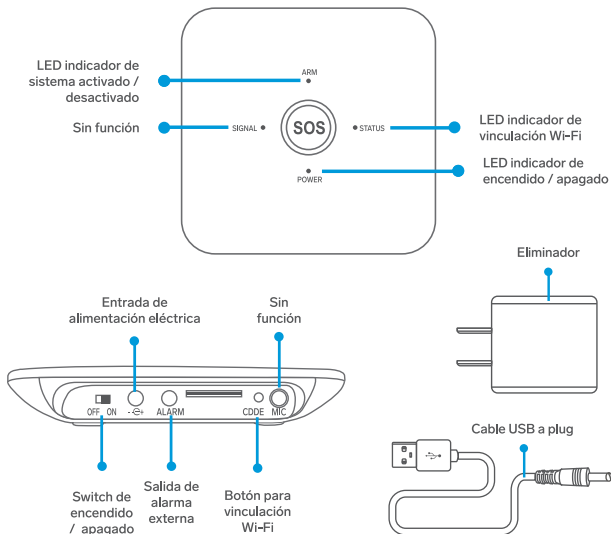 LED indicador de
sistema activado /
desactivado
ARM
Sin función
SIGNAL
SOS
STATUS
LED indicador de
vinculación Wi-Fi
POWER
LED indicador de
encendido / apagado
Eliminador
Entrada de
alimentación eléctrica
Sin
función
OFF ON
- +
ALARM
CDDE MIC
Switch de
encendido
/ apagado
Salida de
alarma
externa
Botón para
vinculación
Wi-Fi
Cable USB a plug